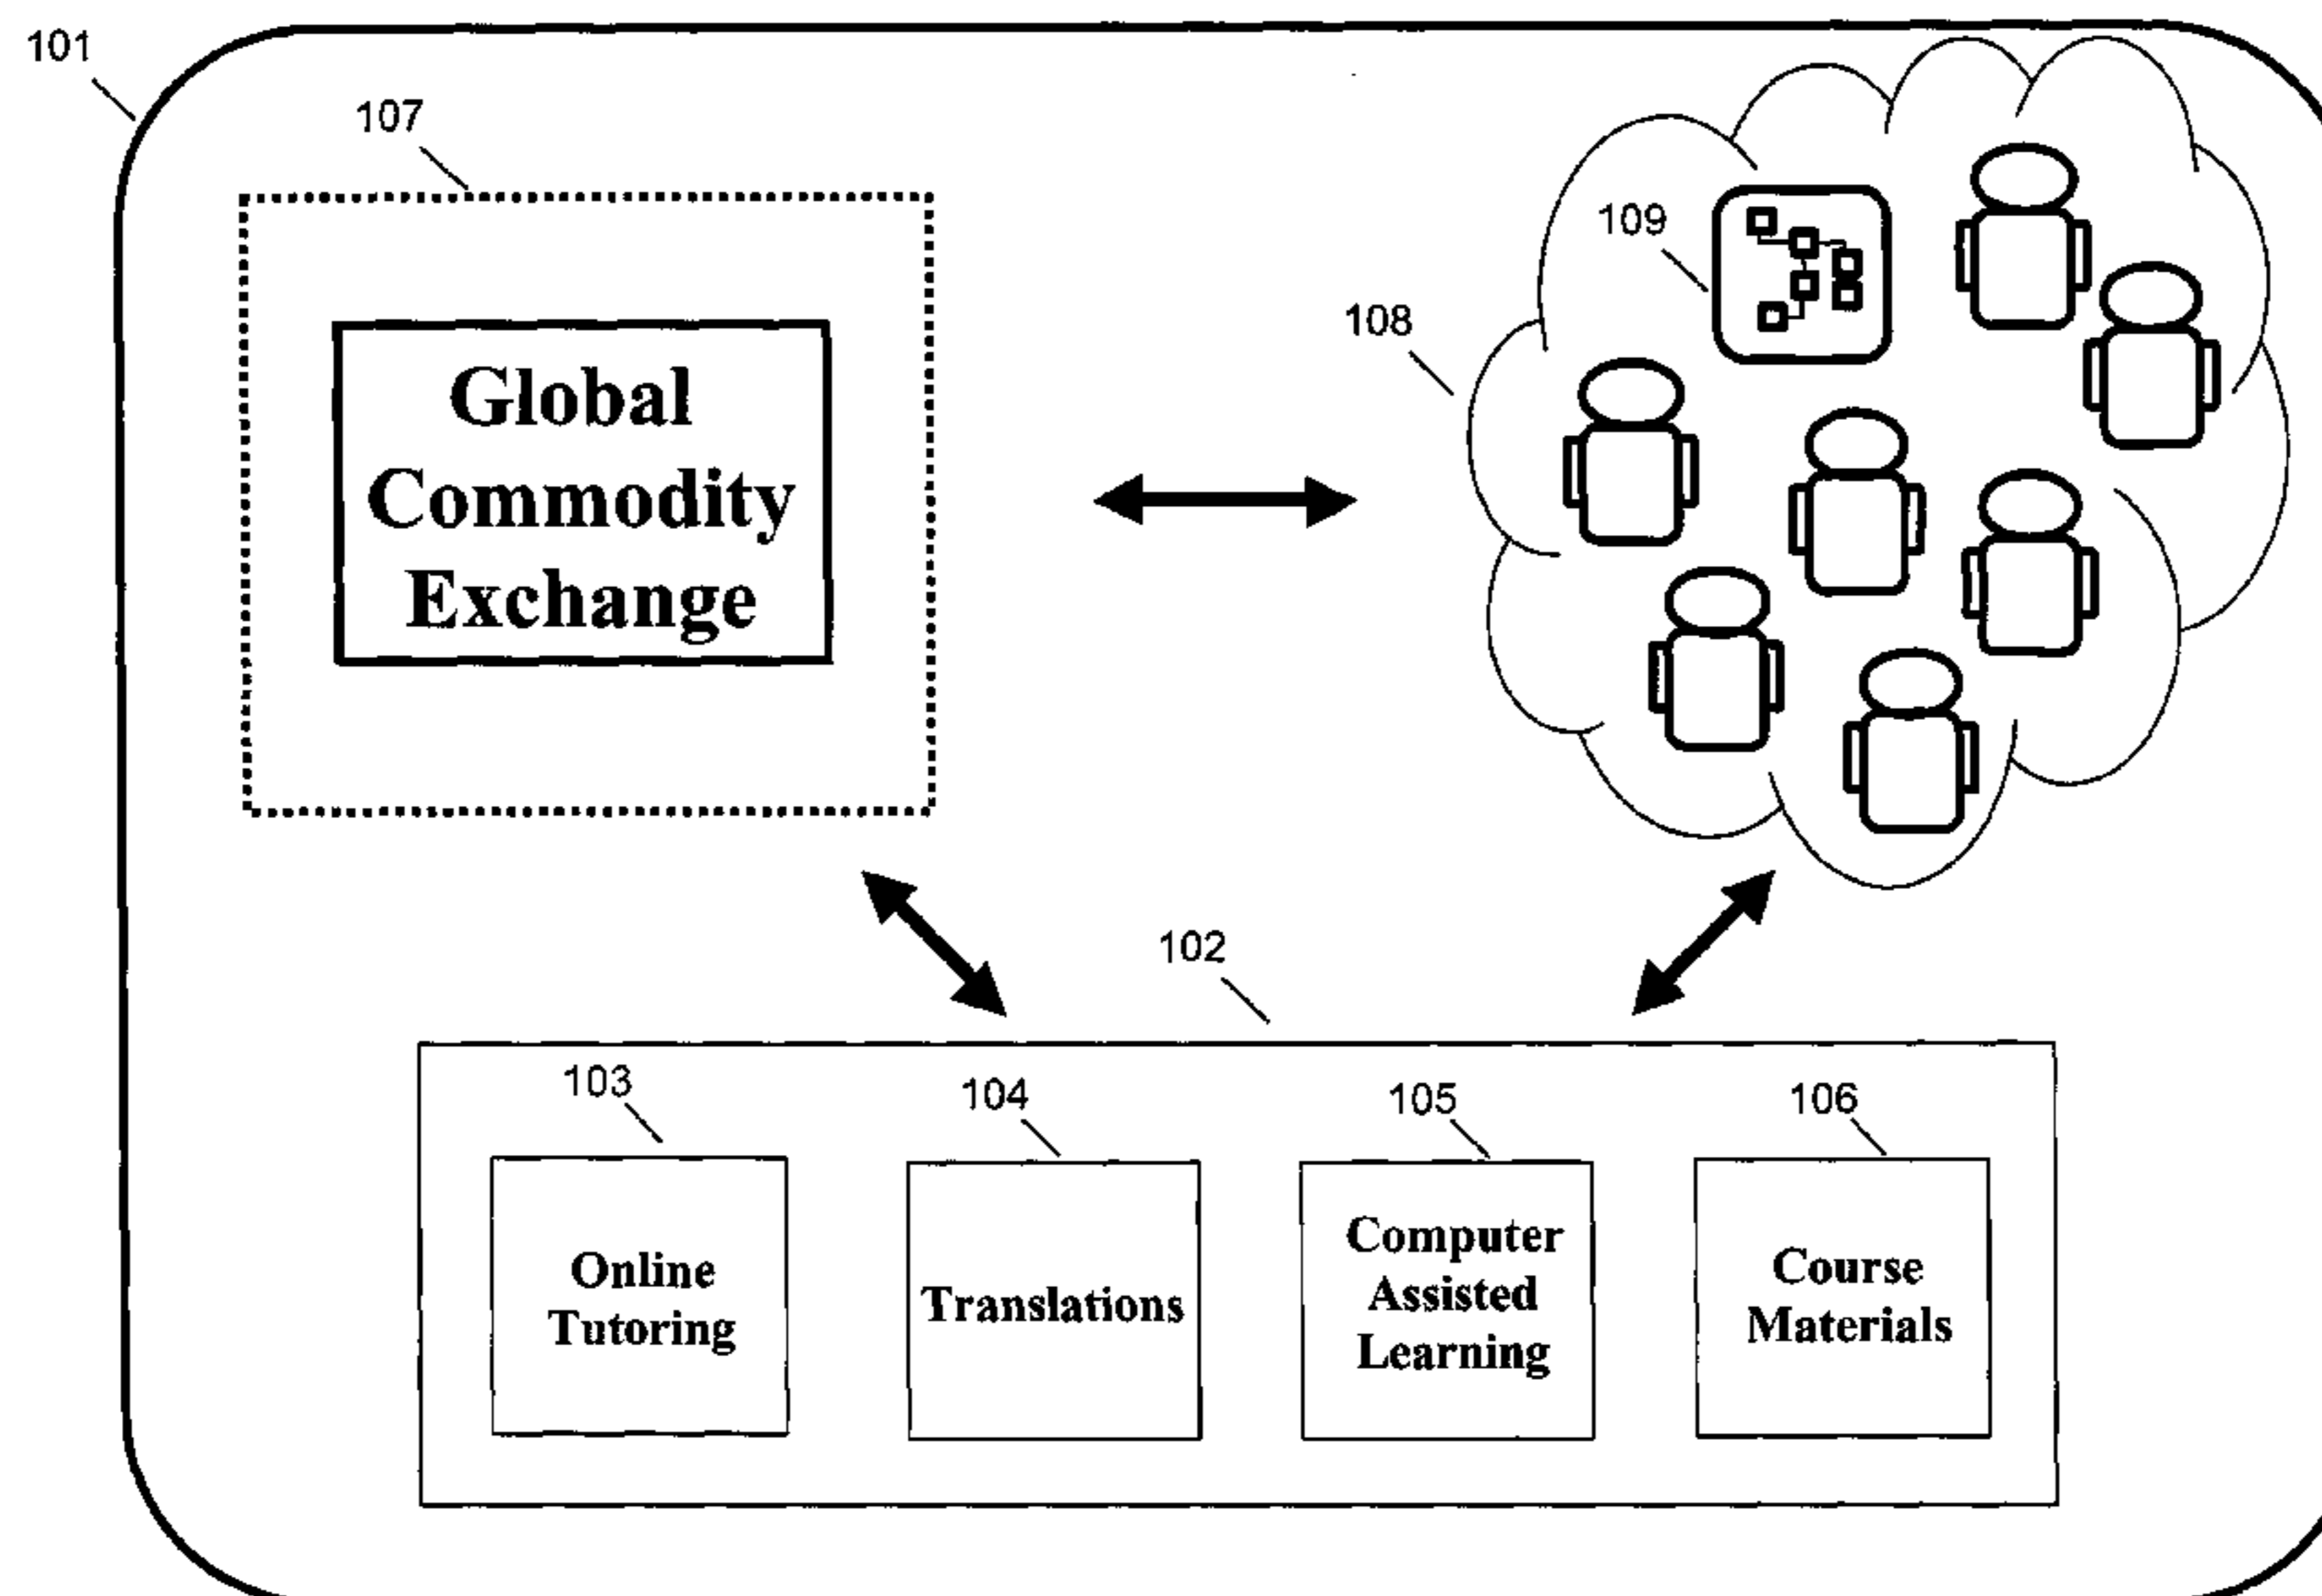 101
107
109
108
Global
Commodity
Exchange
102
103
104
105
106
Online
Tutoring
Translations
Computer
Assisted
Learning
Course
Materials